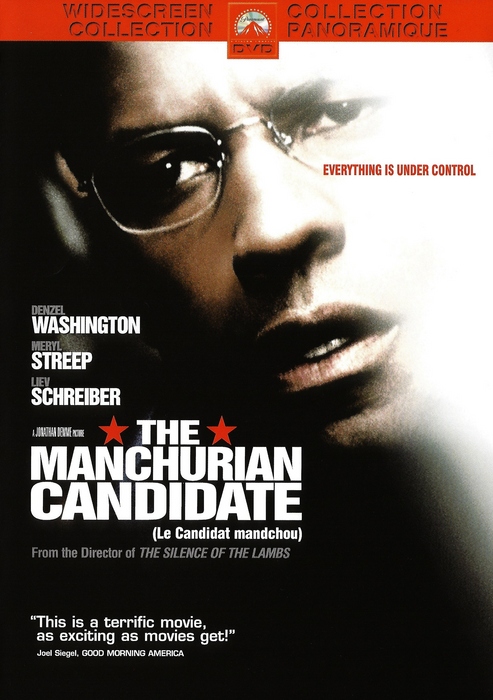 WIDESCREEN COLLECTION
COLLECTION PANORAMIQUE
Paramount
DVD
EVERYTHING IS UNDER CONTROL
DENZEL
WASHINGTON
MERYL
STREEP
LIEV
SCHREIBER
A JONATHAN DEMME PICTURE
THE
MANCHURIAN
CANDIDATE
(Le Candidat mandchou)
From the Director of THE SILENCE OF THE LAMBS
“This is a terrific movie,
as exciting as movies get!”
Joel Siegel, GOOD MORNING AMERICA